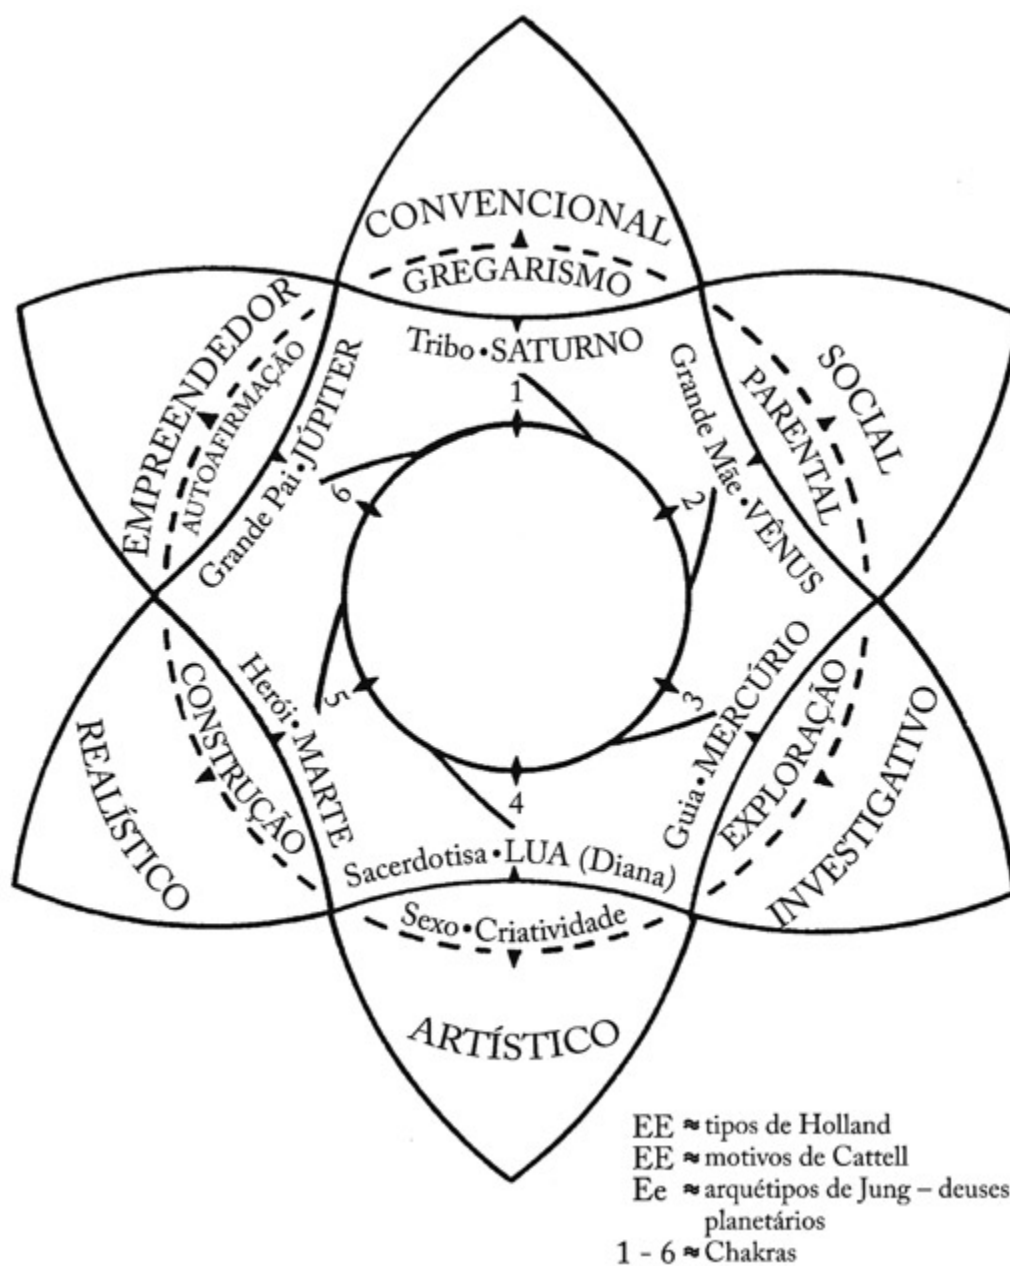 CONVENCIONAL
GREGARISMO
Tribo•SATURNO
1
EMPREENDEDOR
AUTOAFIRMAÇÃO
Grande Pai•JÚPITER
6
SOCIAL
PARENTAL
Grande Mãe•VÊNUS
2
REALÍSTICO
CONSTRUÇÃO
Herói•MARTE
5
Guia•MERCÚRIO
3
EXPLORAÇÃO
INVESTIGATIVO
4
Sacerdotisa•LUA (Diana)
Sexo•Criatividade
ARTÍSTICO
EE ≈ tipos de Holland
EE ≈ motivos de Cattell
Ee ≈ arquétipos de Jung – deuses
planetários
1 - 6 ≈ Chakras